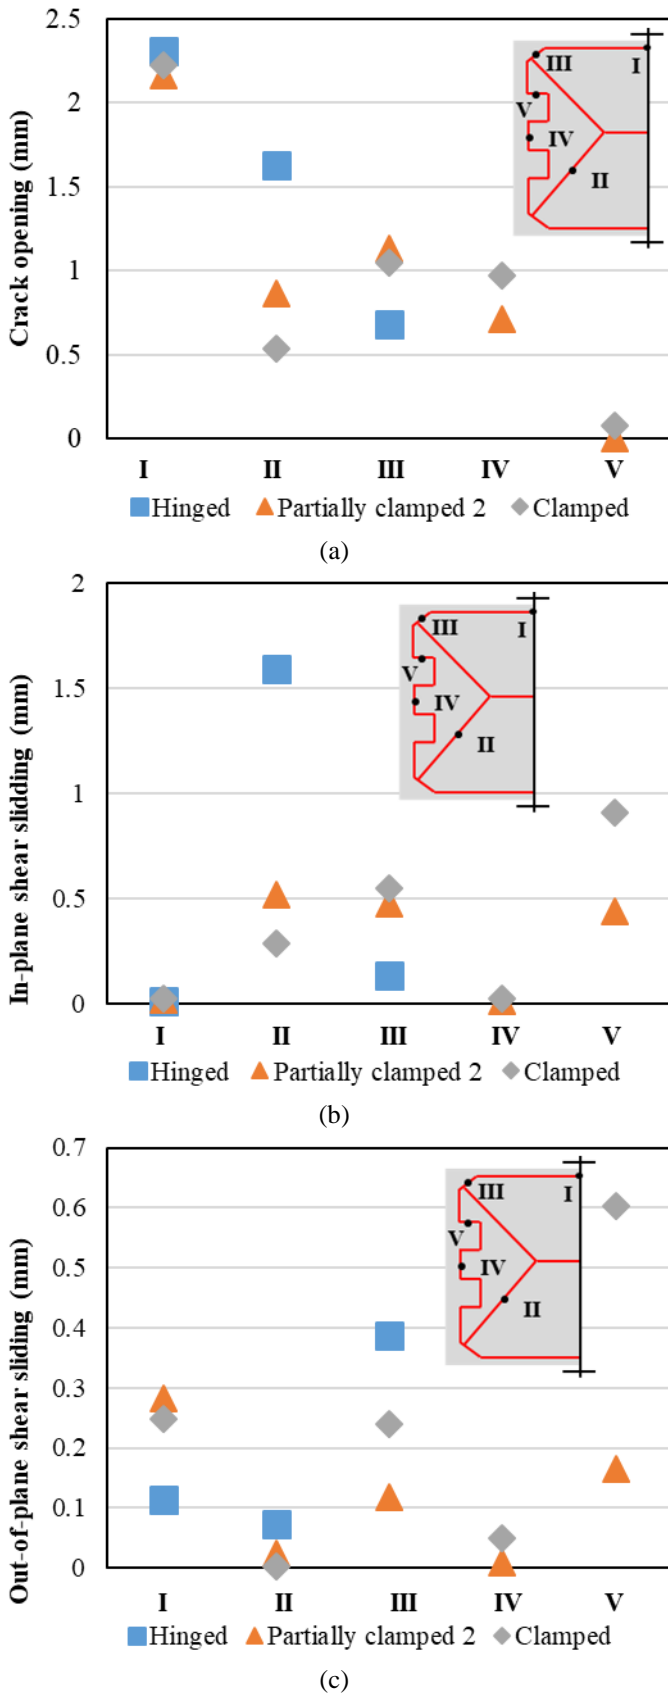 Crack opening (mm)
2.5
2
1.5
1
0.5
0
III
I
V
IV
II
I II III IV V
Hinged Partially clamped 2 Clamped
(a)
In-plane shear slidding (mm)
2
1.5
1
0.5
0
III
I
V
IV
II
I II III IV V
Hinged Partially clamped 2 Clamped
(b)
Out-of-plane shear sliding (mm)
0.7
0.6
0.5
0.4
0.3
0.2
0.1
0
III
I
V
IV
II
I II III IV V
Hinged Partially clamped 2 Clamped
(c)